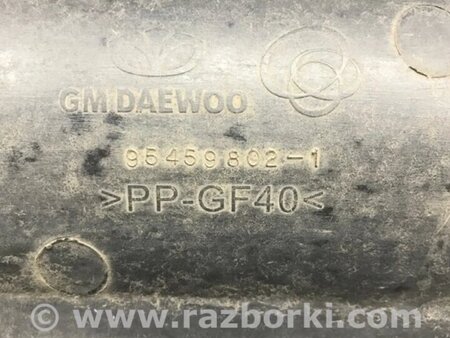 GM DAEWOO
95459802-1
>PP-GF40<
© www.razborki.com